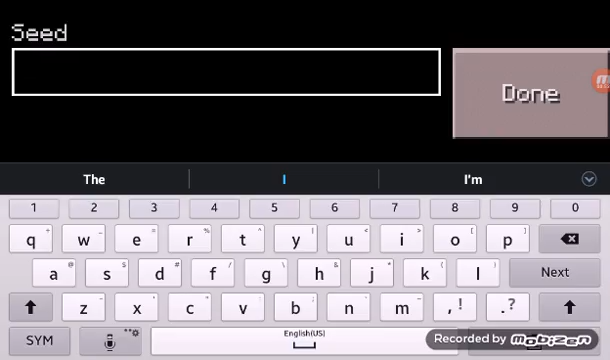 Seed
Done
The I I'm
1 2 3 4 5 6 7 8 9 0
q w e r t y u i o p
a s d f g h j k l Next
z x c v b n m ,! .?
SYM English(US) Recorded by mobizen